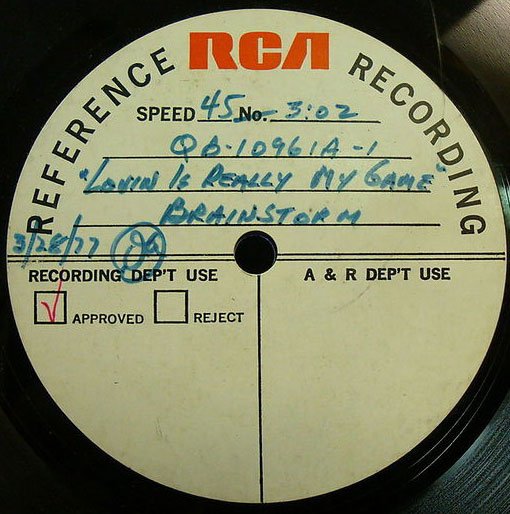 REFERENCE RCA RECORDING
SPEED 45 No. 3:02
QB-10961A-1
"LOVIN IS REALLY MY GAME"
BRAINSTORM
3/28/77 JG
RECORDING DEP'T USE
A & R DEP'T USE
APPROVED
REJECT